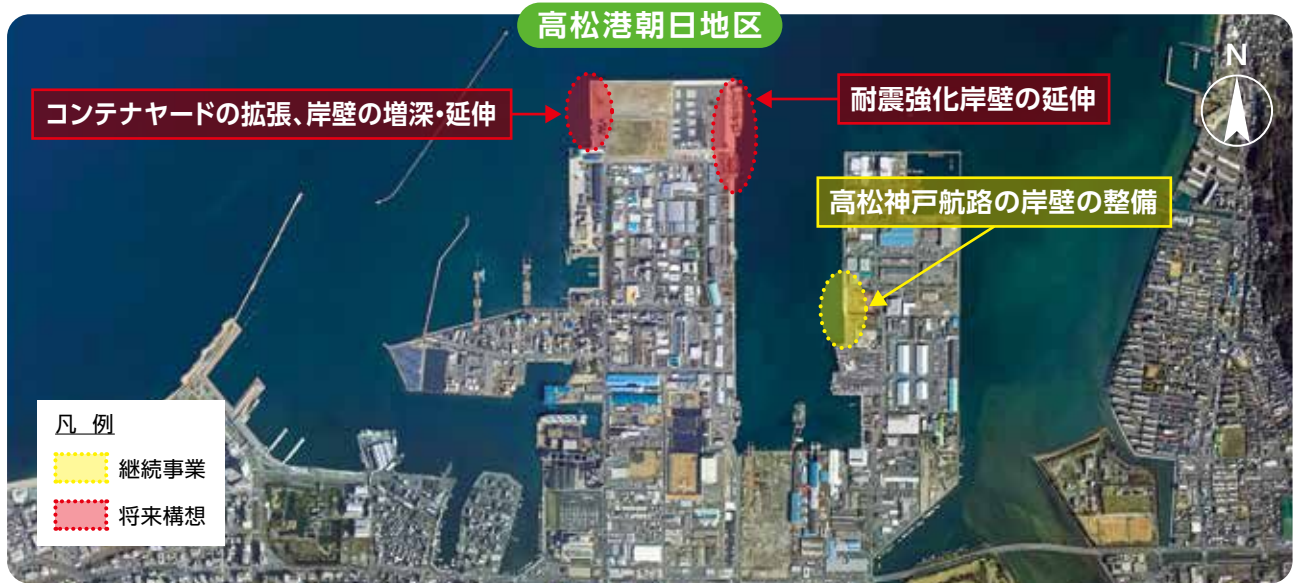 高松港朝日地区
N
コンテナヤードの拡張、岸壁の増深・延伸
耐震強化岸壁の延伸
高松神戸航路の岸壁の整備
凡 例
継続事業
将来構想